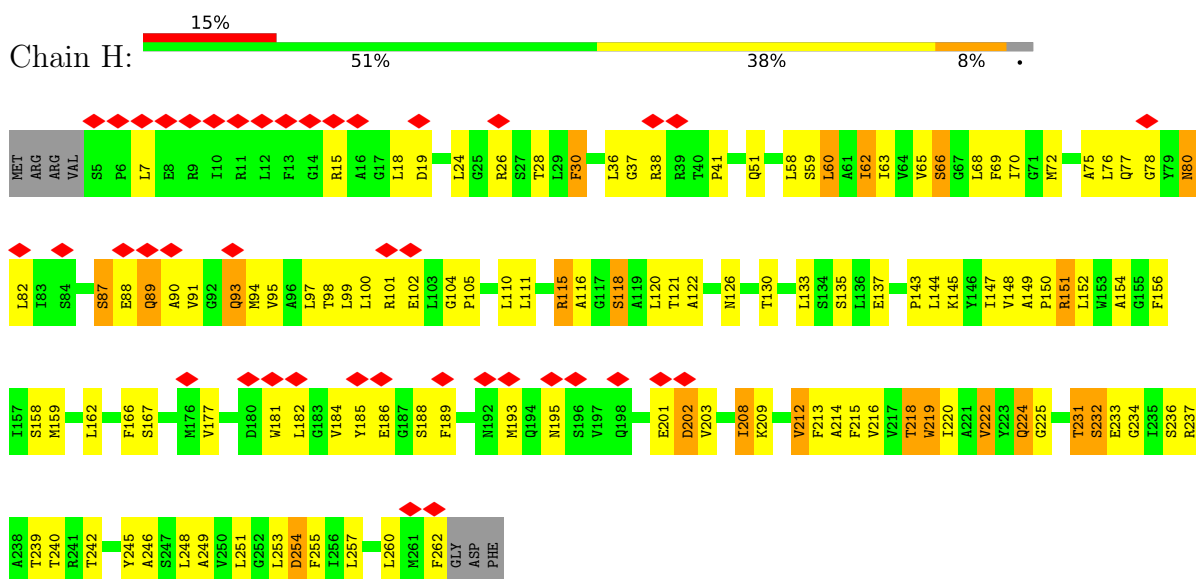 15%
Chain H:
51% 38% 8% •
MET ARG ARG VAL S5 P6 L7 E8 R9 I10 R11 L12 F13 G14 R15 A16 G17 L18 D19 L24 G25 R26 S27 T28 L29 F30 L36 G37 R38 R39 T40 P41 Q51 L58 S59 L60 A61 I62 I63 V64 V65 S66 G67 L68 F69 I70 G71 M72 A75 L76 Q77 G78 Y79 N80
L82 I83 S84 S87 E88 Q89 A90 V91 G92 Q93 M94 V95 A96 L97 T98 L99 L100 R101 E102 L103 G104 P105 L110 L111 R115 A116 G117 S118 A119 L120 T121 A122 N126 T130 L133 S134 S135 L136 E137 P143 L144 K145 Y146 I147 V148 A149 P150 R151 L152 W153 A154 G155 F156
I157 S158 M159 L162 F166 S167 M176 V177 D180 W181 L182 G183 V184 Y185 E186 G187 S188 F189 N192 M193 Q194 N195 S196 V197 Q198 E201 D202 V203 I208 K209 V212 F213 A214 F215 V216 V217 T218 W219 I220 A221 V222 Y223 Q224 G225 T231 S232 E233 G234 I235 S236 R237
A238 T239 T240 R241 T242 Y245 A246 S247 L248 A249 V250 L251 G252 L253 D254 F255 I256 L257 L260 M261 F262 GLY ASP PHE